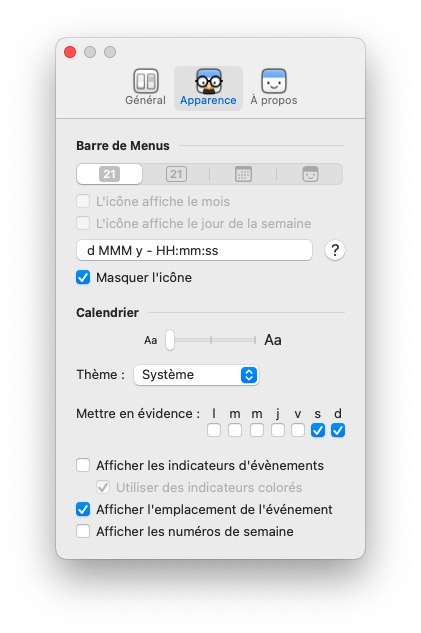 Général Apparence À propos
Barre de Menus
21 21
L'icône affiche le mois
L'icône affiche le jour de la semaine
d MMM y - HH:mm:ss ?
Masquer l'icône
Calendrier
Aa Aa
Thème : Système
Mettre en évidence : l m m j v s d
Afficher les indicateurs d'évènements
Utiliser des indicateurs colorés
Afficher l'emplacement de l'événement
Afficher les numéros de semaine